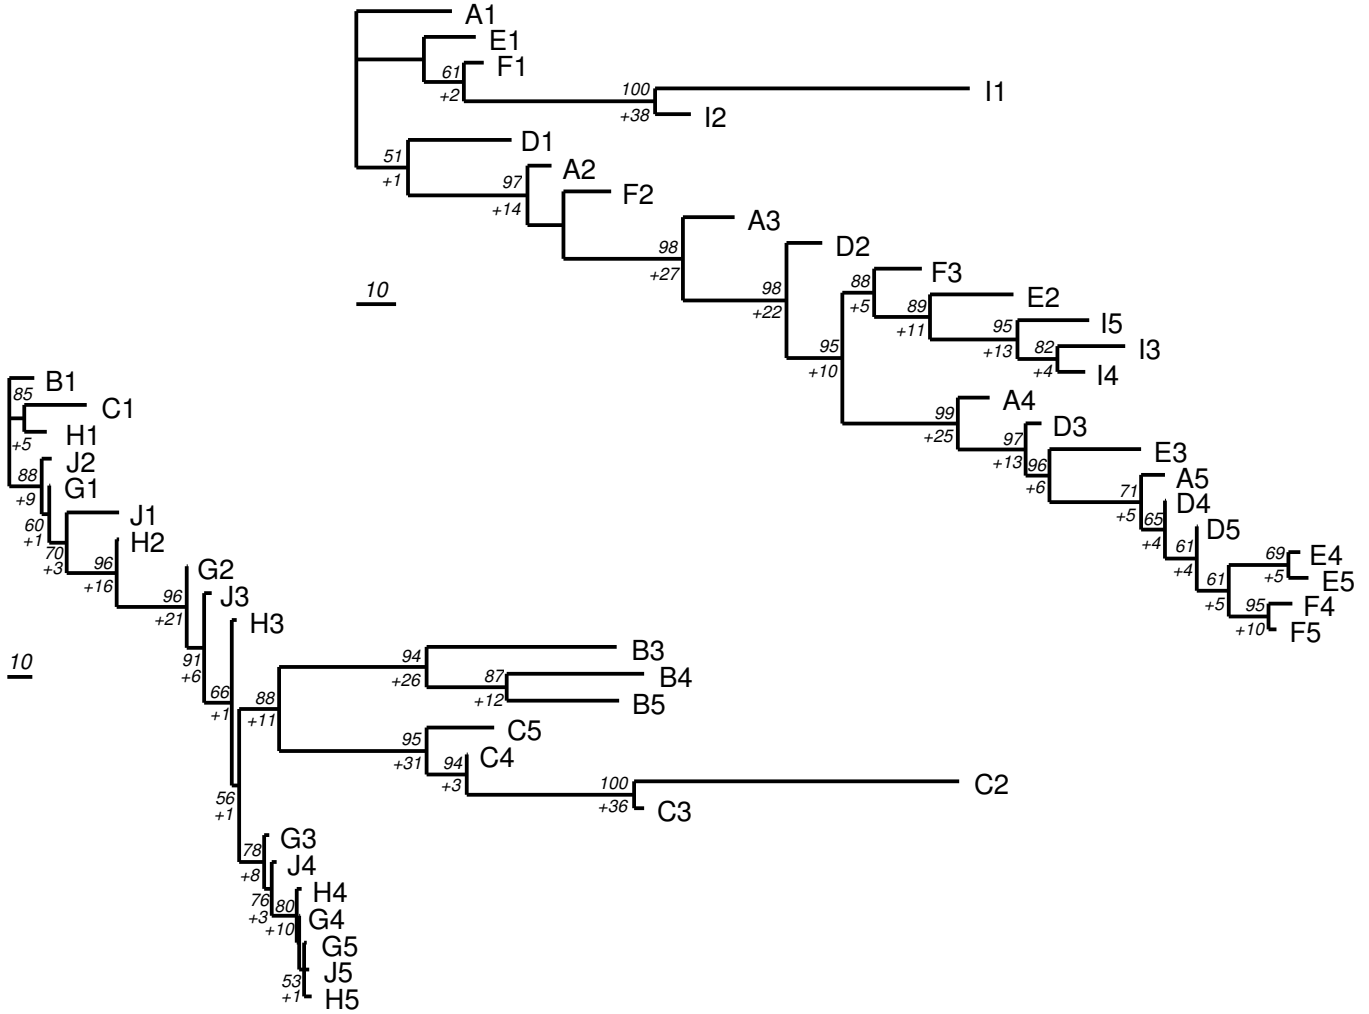 A1
E1
F1
61
+2
100
+38
I1
I2
D1
51
+1
A2
97
+14
F2
A3
98
+27
D2
98
+22
F3
88
+5
E2
89
+11
10
I5
95
+13
I3
82
+4
I4
95
+10
A4
99
+25
D3
97
+13
E3
96
+6
A5
71
+5
D4
65
+4
D5
61
+4
E4
69
+5
E5
61
+5
F4
95
+10
F5
B1
85
C1
+5
H1
J2
88
+9
G1
60
+1
J1
70
+3
H2
96
+16
G2
96
+21
J3
91
+6
H3
66
+1
10
B3
94
+26
B4
87
+12
B5
88
+11
C5
95
+31
C4
94
+3
C2
100
+36
C3
56
+1
G3
78
+8
J4
76
+3
H4
80
+10
G4
G5
J5
53
+1
H5